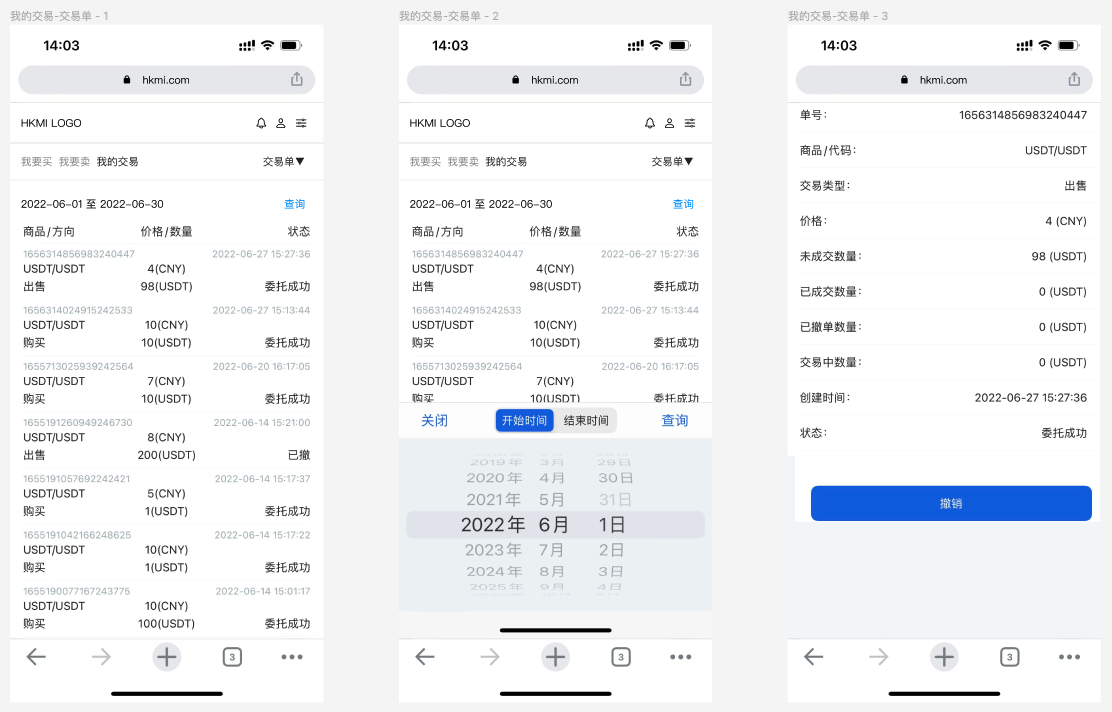 我的交易-交易单 - 1
14:03
hkmi.com
HKMI LOGO
我要买 我要卖 我的交易 交易单▼
2022-06-01 至 2022-06-30 查询
商品/方向 价格/数量 状态
1656314856983240447 2022-06-27 15:27:36
USDT/USDT 4(CNY)
出售 98(USDT) 委托成功
1656314024915242533 2022-06-27 15:13:44
USDT/USDT 10(CNY)
购买 10(USDT) 委托成功
1655713025939242564 2022-06-20 16:17:05
USDT/USDT 7(CNY)
购买 10(USDT) 委托成功
1655191260949246730 2022-06-14 15:21:00
USDT/USDT 8(CNY)
出售 200(USDT) 已撤
1655191057692242421 2022-06-14 15:17:37
USDT/USDT 5(CNY)
购买 1(USDT) 委托成功
1655191042166248625 2022-06-14 15:17:22
USDT/USDT 10(CNY)
购买 1(USDT) 委托成功
1655190077167243775 2022-06-14 15:01:17
USDT/USDT 10(CNY)
购买 100(USDT) 委托成功
3
我的交易-交易单 - 2
14:03
hkmi.com
HKMI LOGO
我要买 我要卖 我的交易 交易单▼
2022-06-01 至 2022-06-30 查询
商品/方向 价格/数量 状态
1656314856983240447 2022-06-27 15:27:36
USDT/USDT 4(CNY)
出售 98(USDT) 委托成功
1656314024915242533 2022-06-27 15:13:44
USDT/USDT 10(CNY)
购买 10(USDT) 委托成功
1655713025939242564 2022-06-20 16:17:05
USDT/USDT 7(CNY)
购买 10(USDT) 委托成功
关闭 开始时间 结束时间 查询
2019年 3月 29日
2020年 4月 30日
2021年 5月 31日
2022年 6月 1日
2023年 7月 2日
2024年 8月 3日
2025年 9月 4日
3
我的交易-交易单 - 3
14:03
hkmi.com
单号: 1656314856983240447
商品/代码: USDT/USDT
交易类型: 出售
价格: 4 (CNY)
未成交数量: 98 (USDT)
已成交数量: 0 (USDT)
已撤单数量: 0 (USDT)
交易中数量: 0 (USDT)
创建时间: 2022-06-27 15:27:36
状态: 委托成功
撤销
3